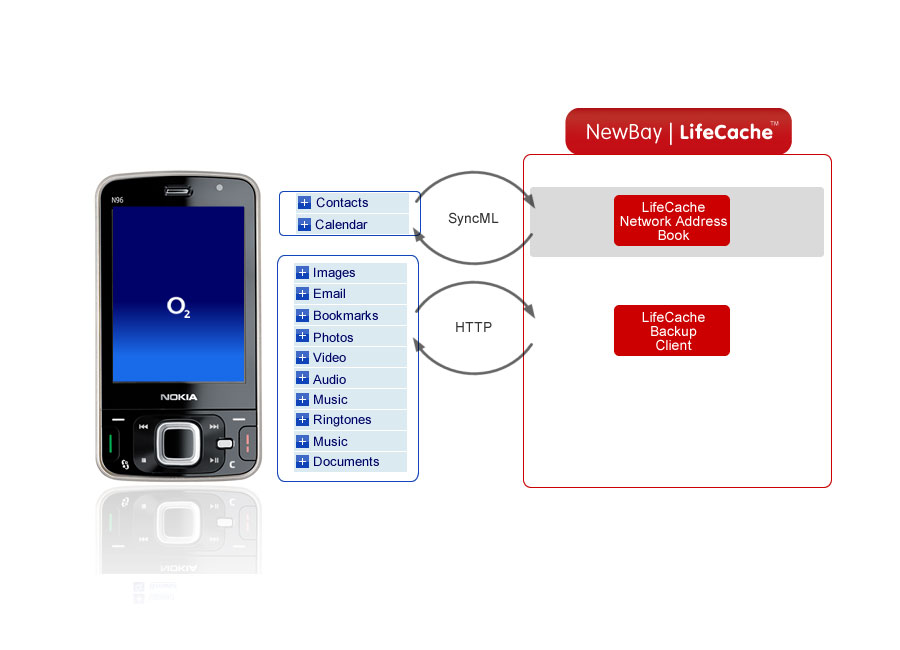 NewBay | LifeCache™
N96
O2
NOKIA
C
Contacts
Calendar
SyncML
LifeCache
Network Address
Book
Images
Email
Bookmarks
Photos
Video
Audio
Music
Ringtones
Music
Documents
HTTP
LifeCache
Backup
Client